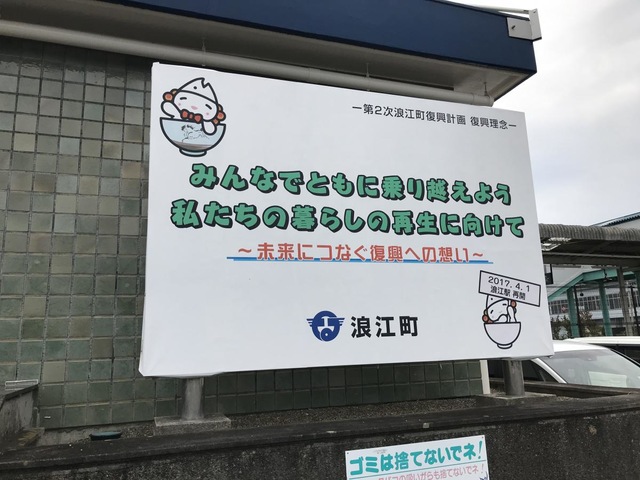 ー第2次浪江町復興計画 復興理念ー
みんなでともに乗り越えよう
私たちの暮らしの再生に向けて
～未来につなぐ復興への想い～
2017. 4. 1
浪江駅 再開
浪江町
ゴミは捨てないでネ!